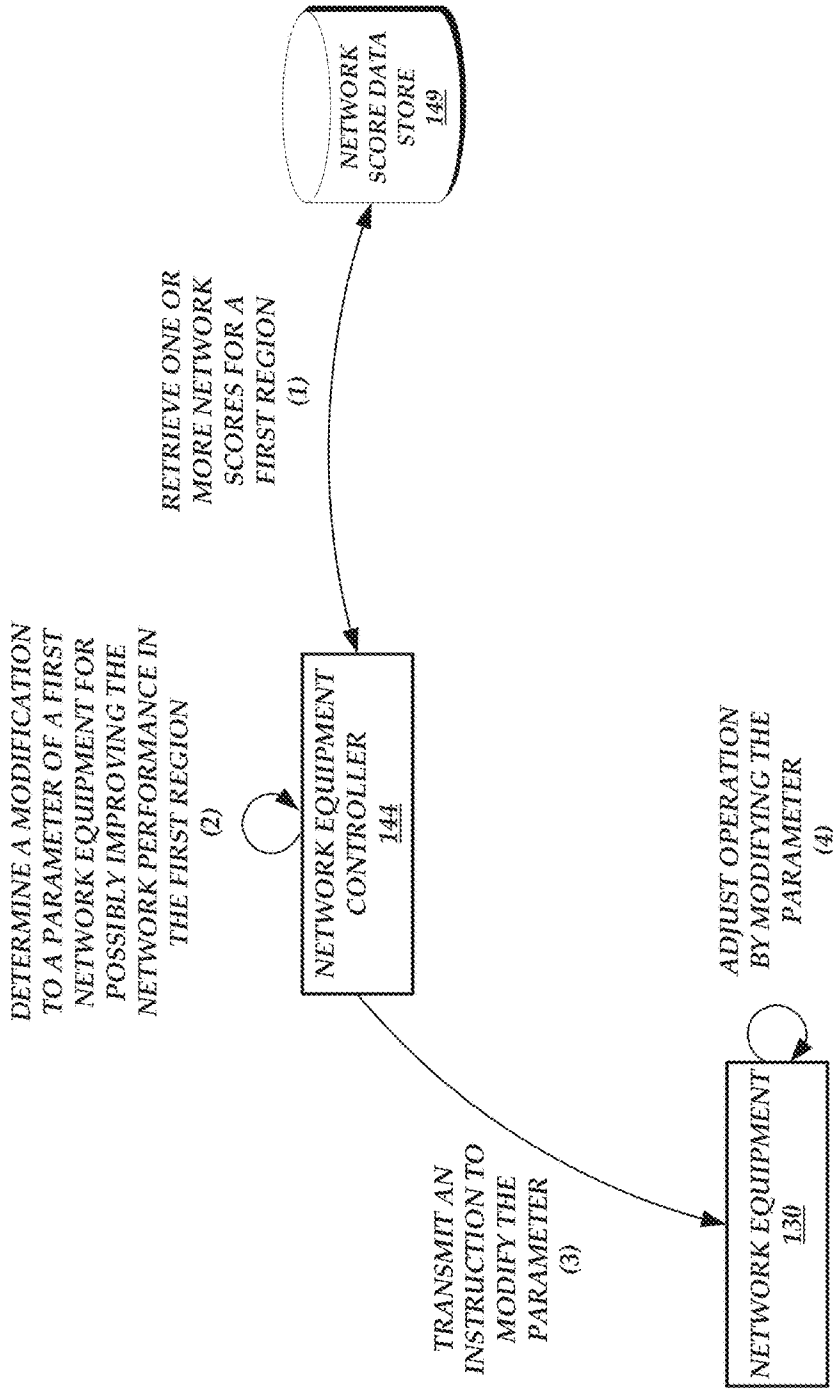 DETERMINE A MODIFICATION
TO A PARAMETER OF A FIRST
NETWORK EQUIPMENT FOR
POSSIBLY IMPROVING THE
NETWORK PERFORMANCE IN
THE FIRST REGION
(2)
RETRIEVE ONE OR
MORE NETWORK
SCORES FOR A
FIRST REGION
(1)
NETWORK EQUIPMENT
CONTROLLER
144
NETWORK
SCORE DATA
STORE
149
TRANSMIT AN
INSTRUCTION TO
MODIFY THE
PARAMETER
(3)
NETWORK EQUIPMENT
130
ADJUST OPERATION
BY MODIFYING THE
PARAMETER
(4)